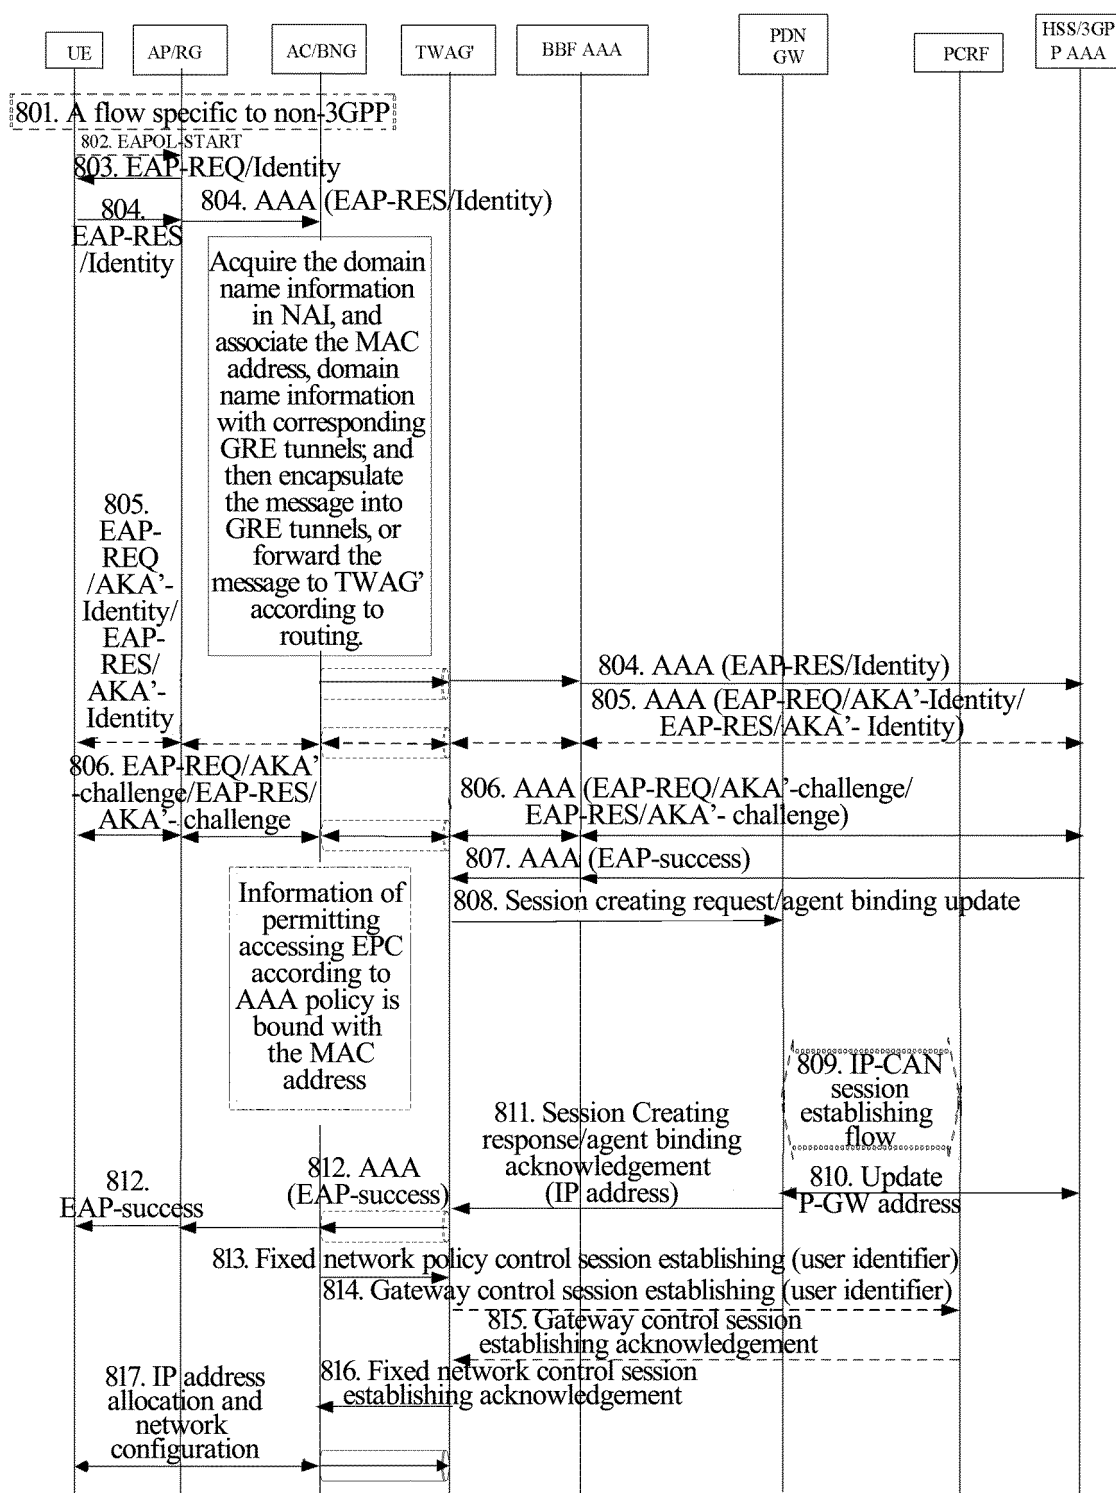 UE
AP/RG
AC/BNG
TWAG'
BBF AAA
PDN
GW
PCRF
HSS/3GP
P AAA
801. A flow specific to non-3GPP
802. EAPOL-START
803. EAP-REQ/Identity
804. AAA (EAP-RES/Identity)
804.
EAP-RES
/Identity
Acquire the domain
name information
in NAI, and
associate the MAC
address, domain
name information
with corresponding
GRE tunnels; and
then encapsulate
the message into
GRE tunnels, or
forward the
message to TWAG'
according to
routing.
805.
EAP-
REQ
/AKA’-
Identity/
EAP-
RES/
AKA’-
Identity
804. AAA (EAP-RES/Identity)
805. AAA (EAP-REQ/AKA’-Identity/
EAP-RES/AKA’- Identity)
806. EAP-REQ/AKA’
-challenge/EAP-RES/
AKA’- challenge
806. AAA (EAP-REQ/AKA’-challenge/
EAP-RES/AKA’- challenge)
807. AAA (EAP-success)
808. Session creating request/agent binding update
Information of
permitting
accessing EPC
according to
AAA policy is
bound with
the MAC
address
809. IP-CAN
session
establishing
flow
811. Session Creating
response/agent binding
acknowledgement
(IP address)
810. Update
P-GW address
812. AAA
(EAP-success)
812.
EAP-success
813. Fixed network policy control session establishing (user identifier)
814. Gateway control session establishing (user identifier)
815. Gateway control session
establishing acknowledgement
816. Fixed network control session
establishing acknowledgement
817. IP address
allocation and
network
configuration